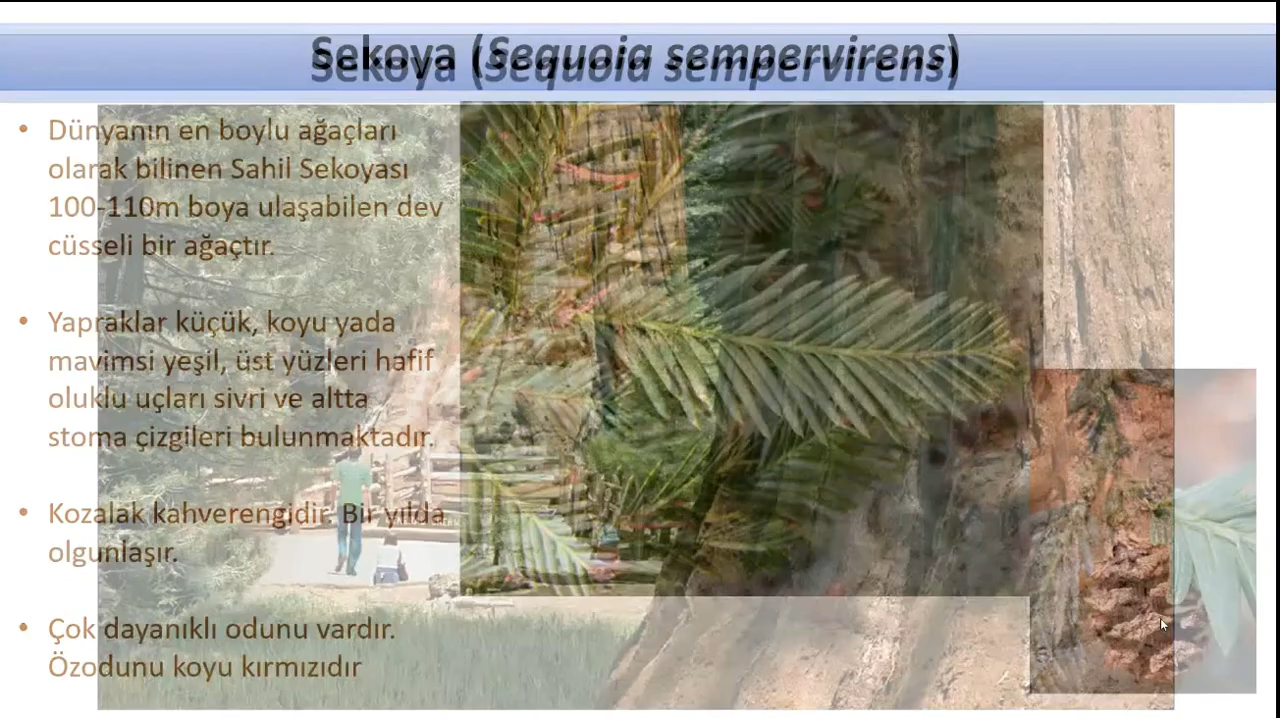 Sekoya (Sequoia sempervirens)
• Dünyanın en boylu ağaçları
olarak bilinen Sahil Sekoyası
100-110m boya ulaşabilen dev
cüsseli bir ağaçtır.
• Yapraklar küçük, koyu yada
mavimsi yeşil, üst yüzleri hafif
oluklu uçları sivri ve altta
stoma çizgileri bulunmaktadır.
• Kozalak kahverengidir. Bir yılda
olgunlaşır.
• Çok dayanıklı odunu vardır.
Özodunu koyu kırmızıdır